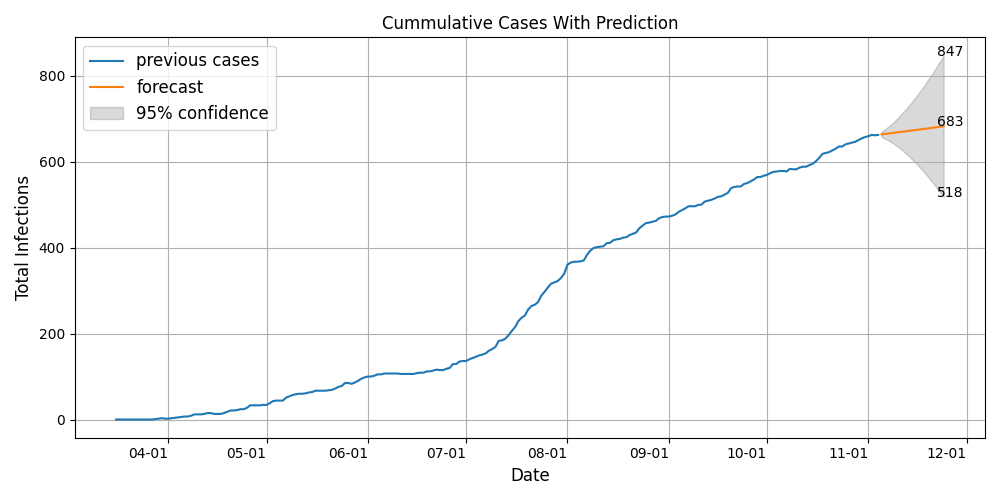 Cummulative Cases With Prediction
previous cases
forecast
95% confidence
847
683
518
800
600
400
200
0
Total Infections
04-01 05-01 06-01 07-01 08-01 09-01 10-01 11-01 12-01
Date